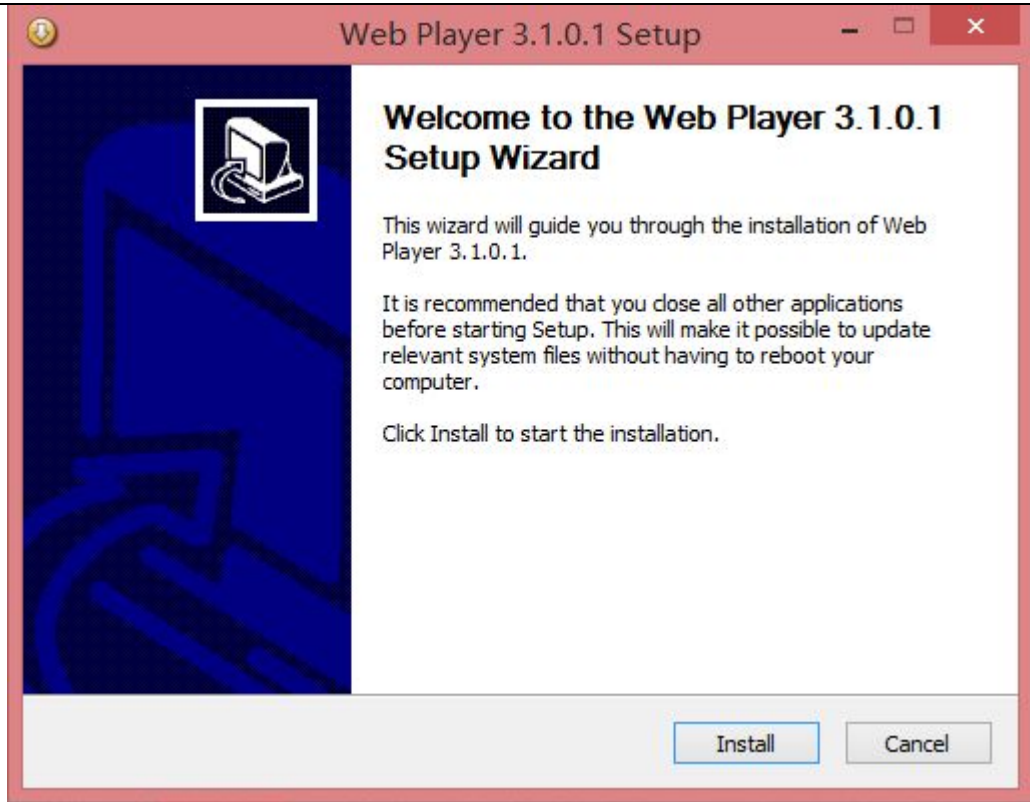 Web Player 3.1.0.1 Setup
Welcome to the Web Player 3.1.0.1
Setup Wizard
This wizard will guide you through the installation of Web
Player 3.1.0.1.
It is recommended that you close all other applications
before starting Setup. This will make it possible to update
relevant system files without having to reboot your
computer.
Click Install to start the installation.
Install
Cancel